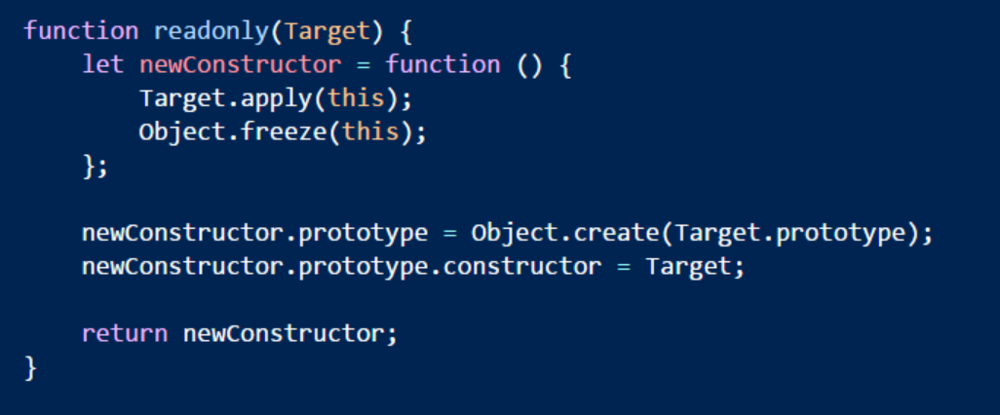 function readonly(Target) {
    let newConstructor = function () {
        Target.apply(this);
        Object.freeze(this);
    };

    newConstructor.prototype = Object.create(Target.prototype);
    newConstructor.prototype.constructor = Target;

    return newConstructor;
}